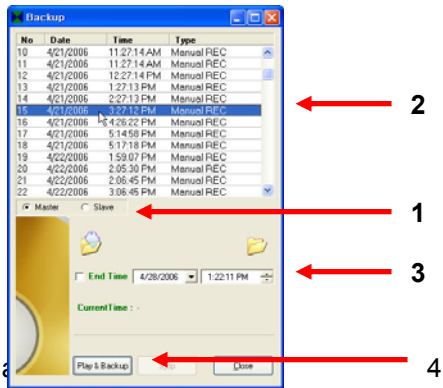 Backup
No Date Time Type
10 4/21/2006 11:27:14 AM Manual REC
11 4/21/2006 11:27:14 AM Manual REC
12 4/21/2006 12:27:14 PM Manual REC
13 4/21/2006 1:27:13 PM Manual REC
14 4/21/2006 2:27:13 PM Manual REC
15 4/21/2006 3:27:12 PM Manual REC
16 4/21/2006 4:26:22 PM Manual REC
17 4/21/2006 5:14:58 PM Manual REC
18 4/21/2006 5:17:18 PM Manual REC
19 4/22/2006 1:59:07 PM Manual REC
20 4/22/2006 2:05:30 PM Manual REC
21 4/22/2006 2:06:45 PM Manual REC
22 4/22/2006 3:06:45 PM Manual REC
2
Master Slave
1
End Time 4/28/2006 1:22:11 PM
3
CurrentTime : -
Play & Backup Close
4